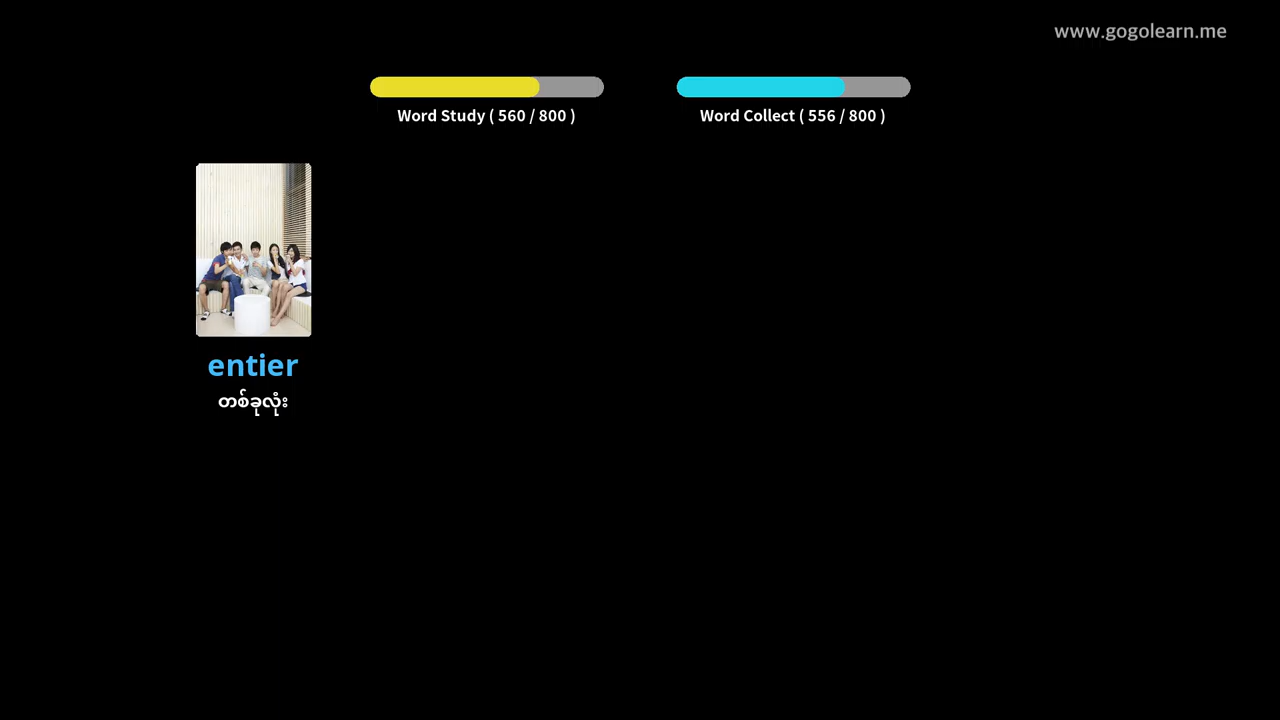 www.gogolearn.me
Word Study ( 560 / 800 )
Word Collect ( 556 / 800 )
entier
တစ်ခုလုံး